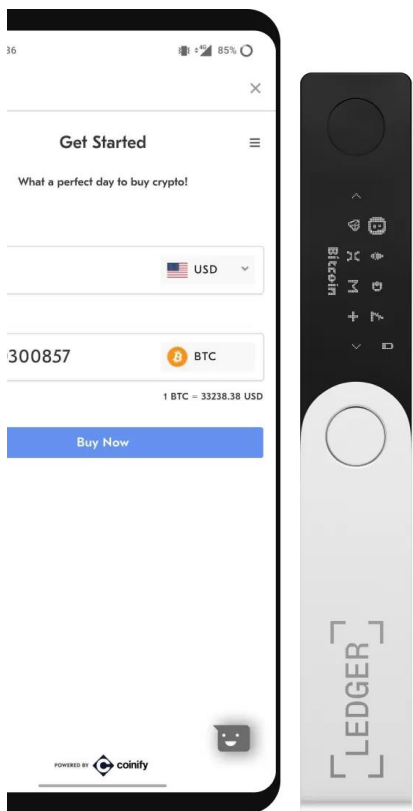 36
4G
85%
Get Started
What a perfect day to buy crypto!
USD
300857
BTC
1 BTC = 33238.38 USD
Buy Now
POWERED BY coinify
Bitcoin
LEDGER